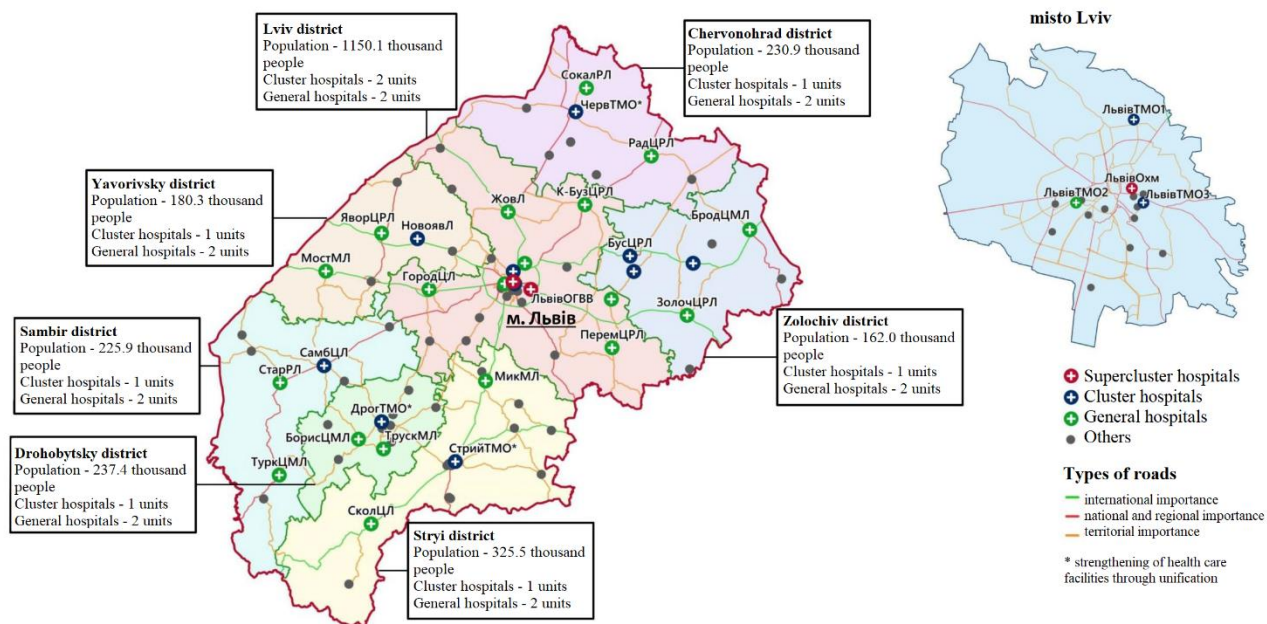 Lviv district
Population - 1150.1 thousand
people
Cluster hospitals - 2 units
General hospitals - 2 units
Chervonohrad district
Population - 230.9 thousand
people
Cluster hospitals - 1 units
General hospitals - 2 units
Yavorivsky district
Population - 180.3 thousand
people
Cluster hospitals - 1 units
General hospitals - 2 units
Sambir district
Population - 225.9 thousand
people
Cluster hospitals - 1 units
General hospitals - 2 units
Drohobytsky district
Population - 237.4 thousand
people
Cluster hospitals - 1 units
General hospitals - 2 units
Stryi district
Population - 325.5 thousand
people
Cluster hospitals - 1 units
General hospitals - 2 units
Zolochiv district
Population - 162.0 thousand
people
Cluster hospitals - 1 units
General hospitals - 2 units
СокалРЛ
ЧервТМО*
РадЦРЛ
К-БузЦРЛ
ЖовЛ
ЯворЦРЛ
НовоявЛ
БродЦМЛ
БусЦРЛ
МостМЛ
ГородЦЛ
ЛьвівОГВВ
м. Львів
ЗолочЦРЛ
ПеремЦРЛ
СамбЦЛ
СтарРЛ
МикМЛ
ДрогТМО*
БорисЦМЛ
ТрускМЛ
СтрийТМО*
ТуркЦМЛ
СколЦЛ
misto Lviv
ЛьвівТМО1
ЛьвівОхм
ЛьвівТМО2
ЛьвівТМО3
Supercluster hospitals
Cluster hospitals
General hospitals
Others
Types of roads
international importance
national and regional importance
territorial importance
* strengthening of health care
facilities through unification